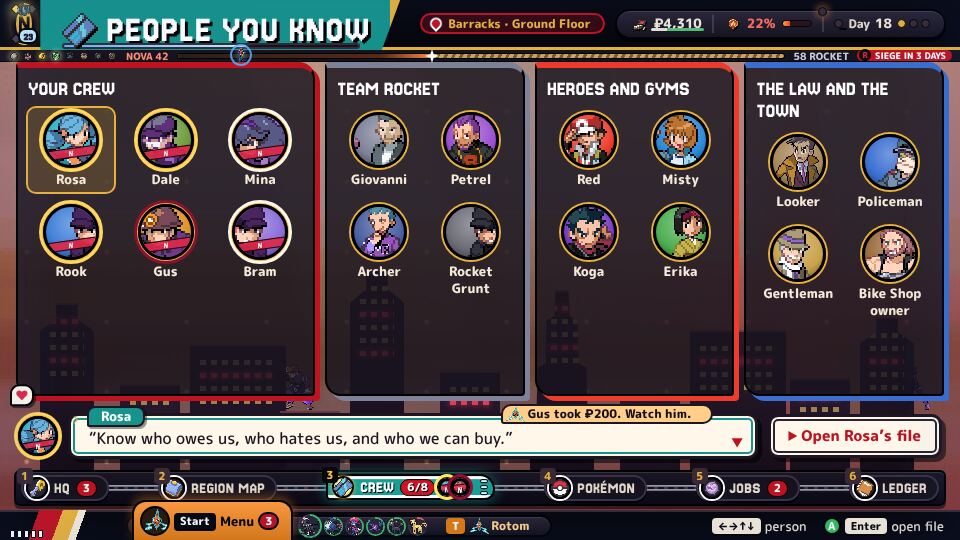 23
PEOPLE YOU KNOW
Barracks · Ground Floor
₽4,310
22%
Day 18
NOVA 42
58 ROCKET
R SIEGE IN 3 DAYS
YOUR CREW
Rosa
Dale
Mina
Rook
Gus
Bram
TEAM ROCKET
Giovanni
Petrel
Archer
Rocket
Grunt
HEROES AND GYMS
Red
Misty
Koga
Erika
THE LAW AND THE
TOWN
Looker
Policeman
Gentleman
Bike Shop
owner
Rosa
Gus took ₽200. Watch him.
“Know who owes us, who hates us, and who we can buy.”
Open Rosa’s file
1 HQ 3
2 REGION MAP
3 CREW 6/8
4 POKÉMON
5 JOBS 2
6 LEDGER
Start Menu 3
T Rotom
←→↑↓ person
A Enter open file